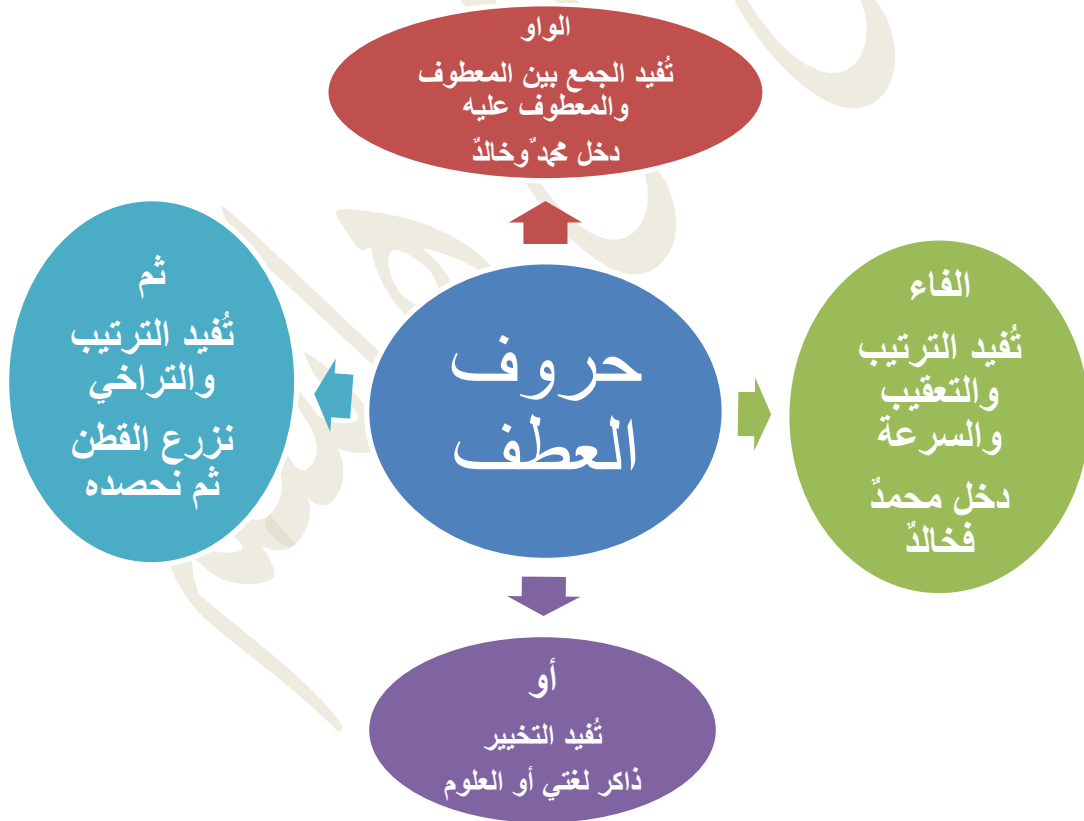 الواو
تُفيد الجمع بين المعطوف
والمعطوف عليه
دخل محمدٌ وخالدٌ
حروف
العطف
الفاء
تُفيد الترتيب
والتعقيب
والسرعة
دخل محمدٌ
فخالدٌ
ثم
تُفيد الترتيب
والتراخي
نزرع القطن
ثم نحصده
أو
تُفيد التخيير
ذاكر لغتي أو العلوم